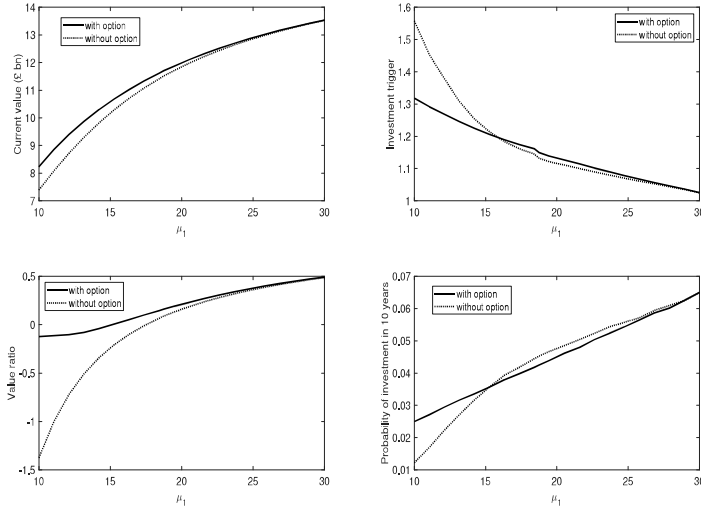 14
13
12
11
10
9
8
7
Current value (£ bn)
with option
without option
10
15
20
25
30
μ1
1.6
1.5
1.4
1.3
1.2
1.1
1
Investment trigger
with option
without option
10
15
20
25
30
μ1
0.5
0
-0.5
-1
-1.5
Value ratio
with option
without option
10
15
20
25
30
μ1
0.07
0.06
0.05
0.04
0.03
0.02
0.01
Probability of investment in 10 years
with option
without option
10
15
20
25
30
μ1